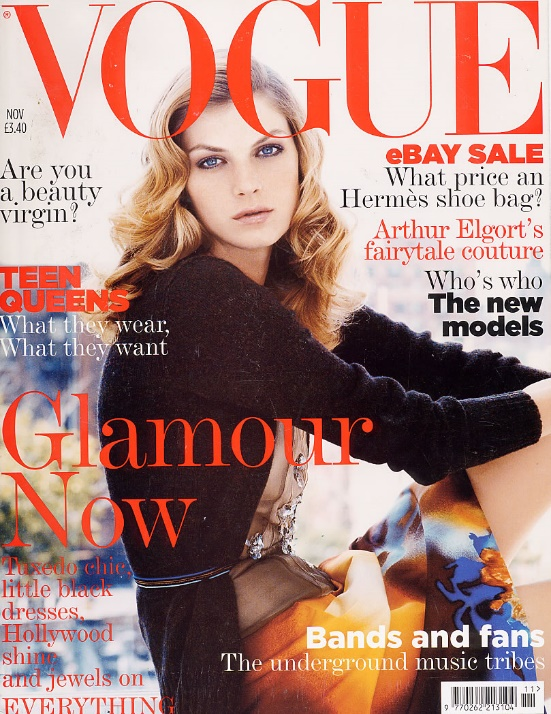 VOGUE
®
NOV
£3.40
Are you
a beauty
virgin?
eBAY SALE
What price an
Hermès shoe bag?
Arthur Elgort's
fairytale couture
Who's who
The new
models
TEEN
QUEENS
What they wear,
What they want
Glamour
Now
Tuxedo chic,
little black
dresses,
Hollywood
shine
and jewels on
EVERYTHING
Bands and fans
The underground music tribes
11>
9 770262 213104